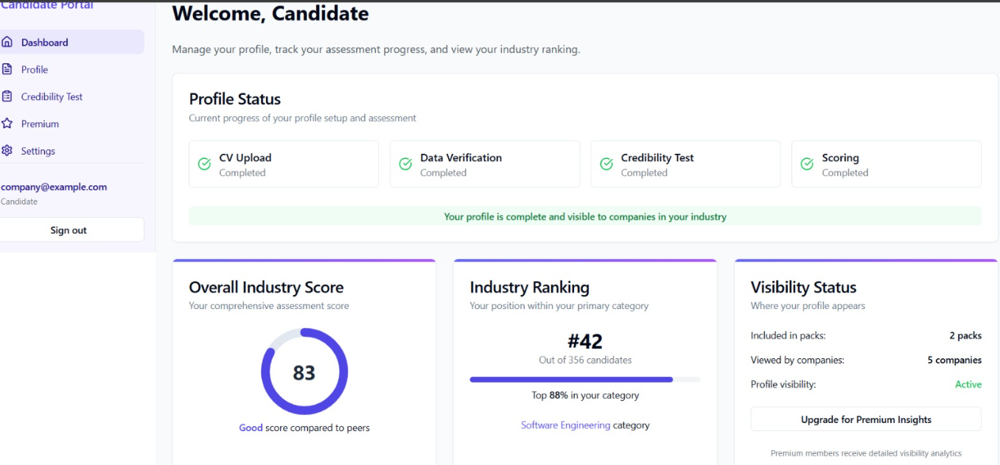 Candidate Portal
Dashboard
Profile
Credibility Test
Premium
Settings
company@example.com
Candidate
Sign out
Welcome, Candidate
Manage your profile, track your assessment progress, and view your industry ranking.
Profile Status
Current progress of your profile setup and assessment
CV Upload
Completed
Data Verification
Completed
Credibility Test
Completed
Scoring
Completed
Your profile is complete and visible to companies in your industry
Overall Industry Score
Your comprehensive assessment score
83
Good score compared to peers
Industry Ranking
Your position within your primary category
#42
Out of 356 candidates
Top 88% in your category
Software Engineering category
Visibility Status
Where your profile appears
Included in packs: 2 packs
Viewed by companies: 5 companies
Profile visibility: Active
Upgrade for Premium Insights
Premium members receive detailed visibility analytics